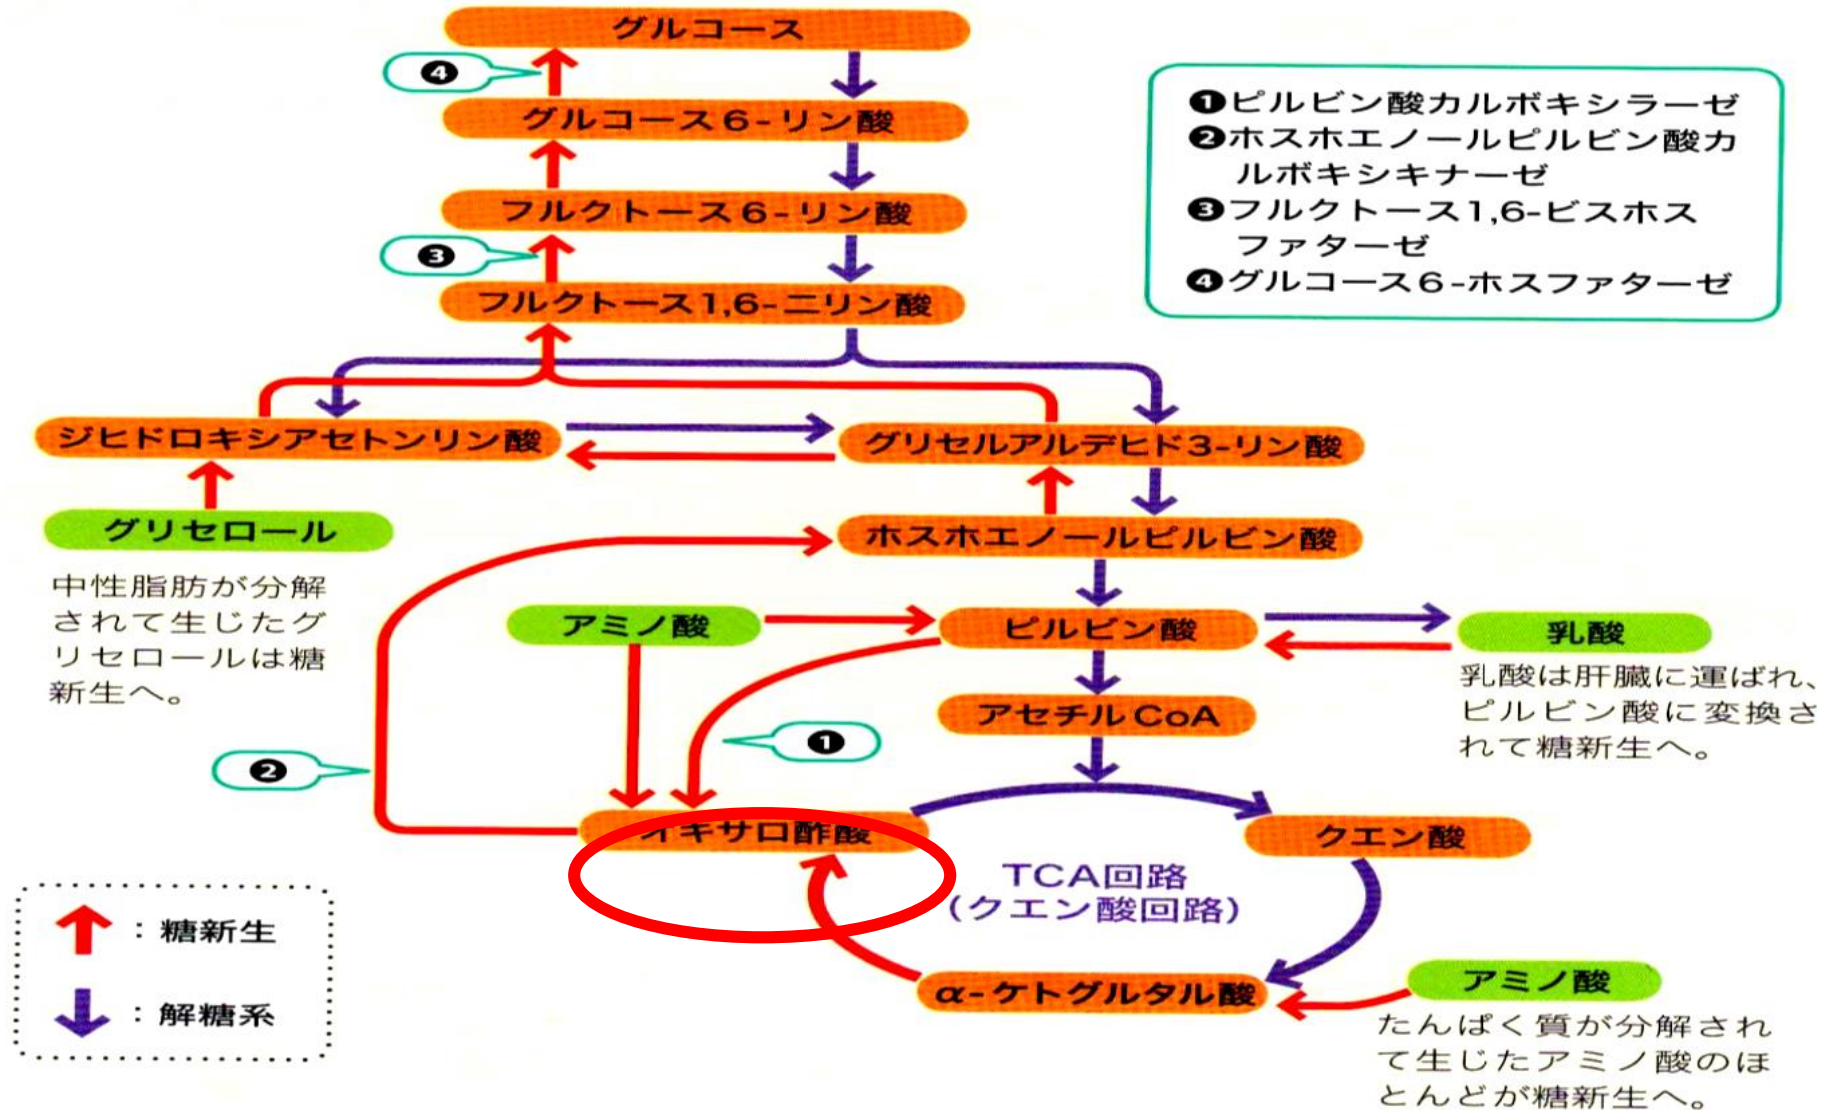 グルコース
❹
グルコース6-リン酸
フルクトース6-リン酸
❸
フルクトース1,6-二リン酸
❶ピルビン酸カルボキシラーゼ
❷ホスホエノールピルビン酸カ
ルボキシキナーゼ
❸フルクトース1,6-ビスホス
ファターゼ
❹グルコース6-ホスファターゼ
ジヒドロキシアセトンリン酸
グリセルアルデヒド3-リン酸
グリセロール
中性脂肪が分解
されて生じたグ
リセロールは糖
新生へ。
ホスホエノールピルビン酸
アミノ酸
ピルビン酸
乳酸
乳酸は肝臓に運ばれ、
ピルビン酸に変換さ
れて糖新生へ。
アセチルCoA
❶
❷
オキサロ酢酸
クエン酸
TCA回路
(クエン酸回路)
α-ケトグルタル酸
アミノ酸
たんぱく質が分解され
て生じたアミノ酸のほ
とんどが糖新生へ。
：糖新生
：解糖系